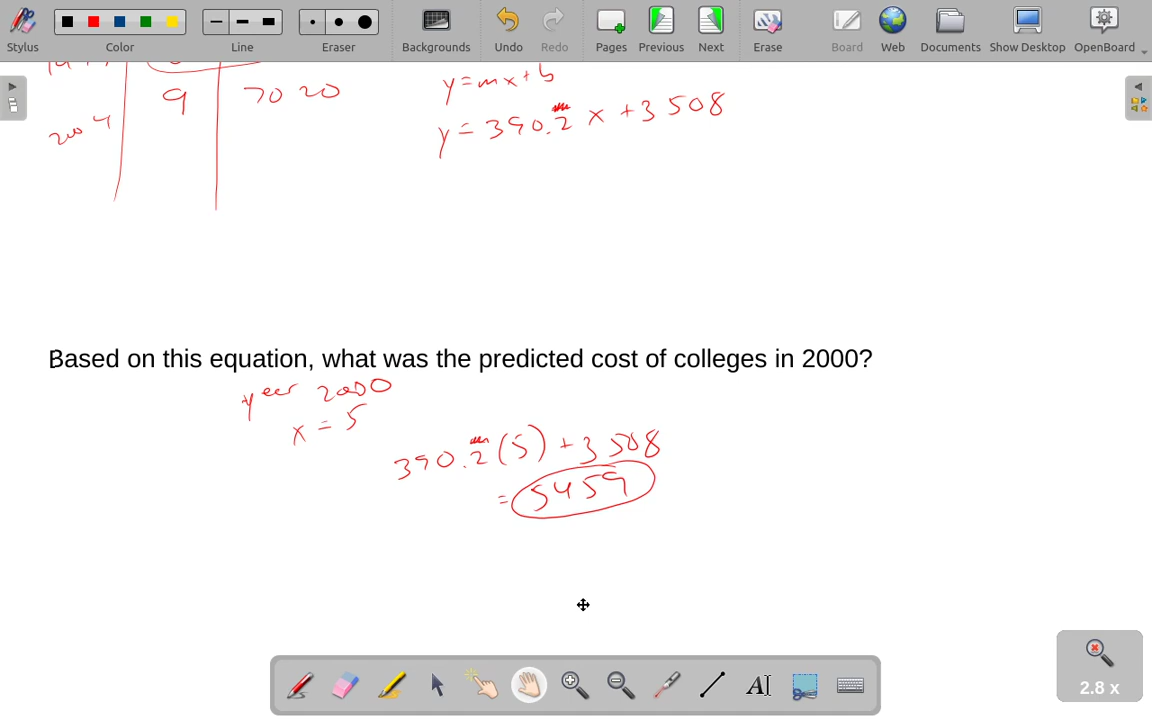 Stylus Color Line Eraser Backgrounds Undo Redo Pages Previous Next Erase Board Web Documents Show Desktop OpenBoard
y=mx+b
9 7020
y = 390.2 x + 3508
2004
Based on this equation, what was the predicted cost of colleges in 2000?
year 2000
x = 5
390.2(5) + 3508
= 5459
2.8 x